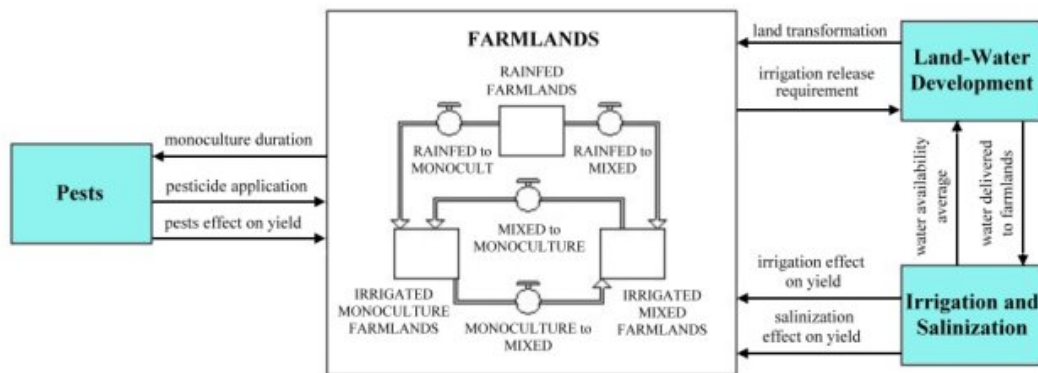 FARMLANDS
RAINFED
FARMLANDS
RAINFED to
MONOCULT
RAINFED to
MIXED
MIXED to
MONOCULTURE
IRRIGATED
MONOCULTURE
FARMLANDS
MONOCULTURE to
MIXED
IRRIGATED
MIXED
FARMLANDS
Pests
monoculture duration
pesticide application
pests effect on yield
land transformation
irrigation release
requirement
Land-Water
Development
water availability
average
water delivered
to farmlands
irrigation effect
on yield
salinization
effect on yield
Irrigation and
Salinization